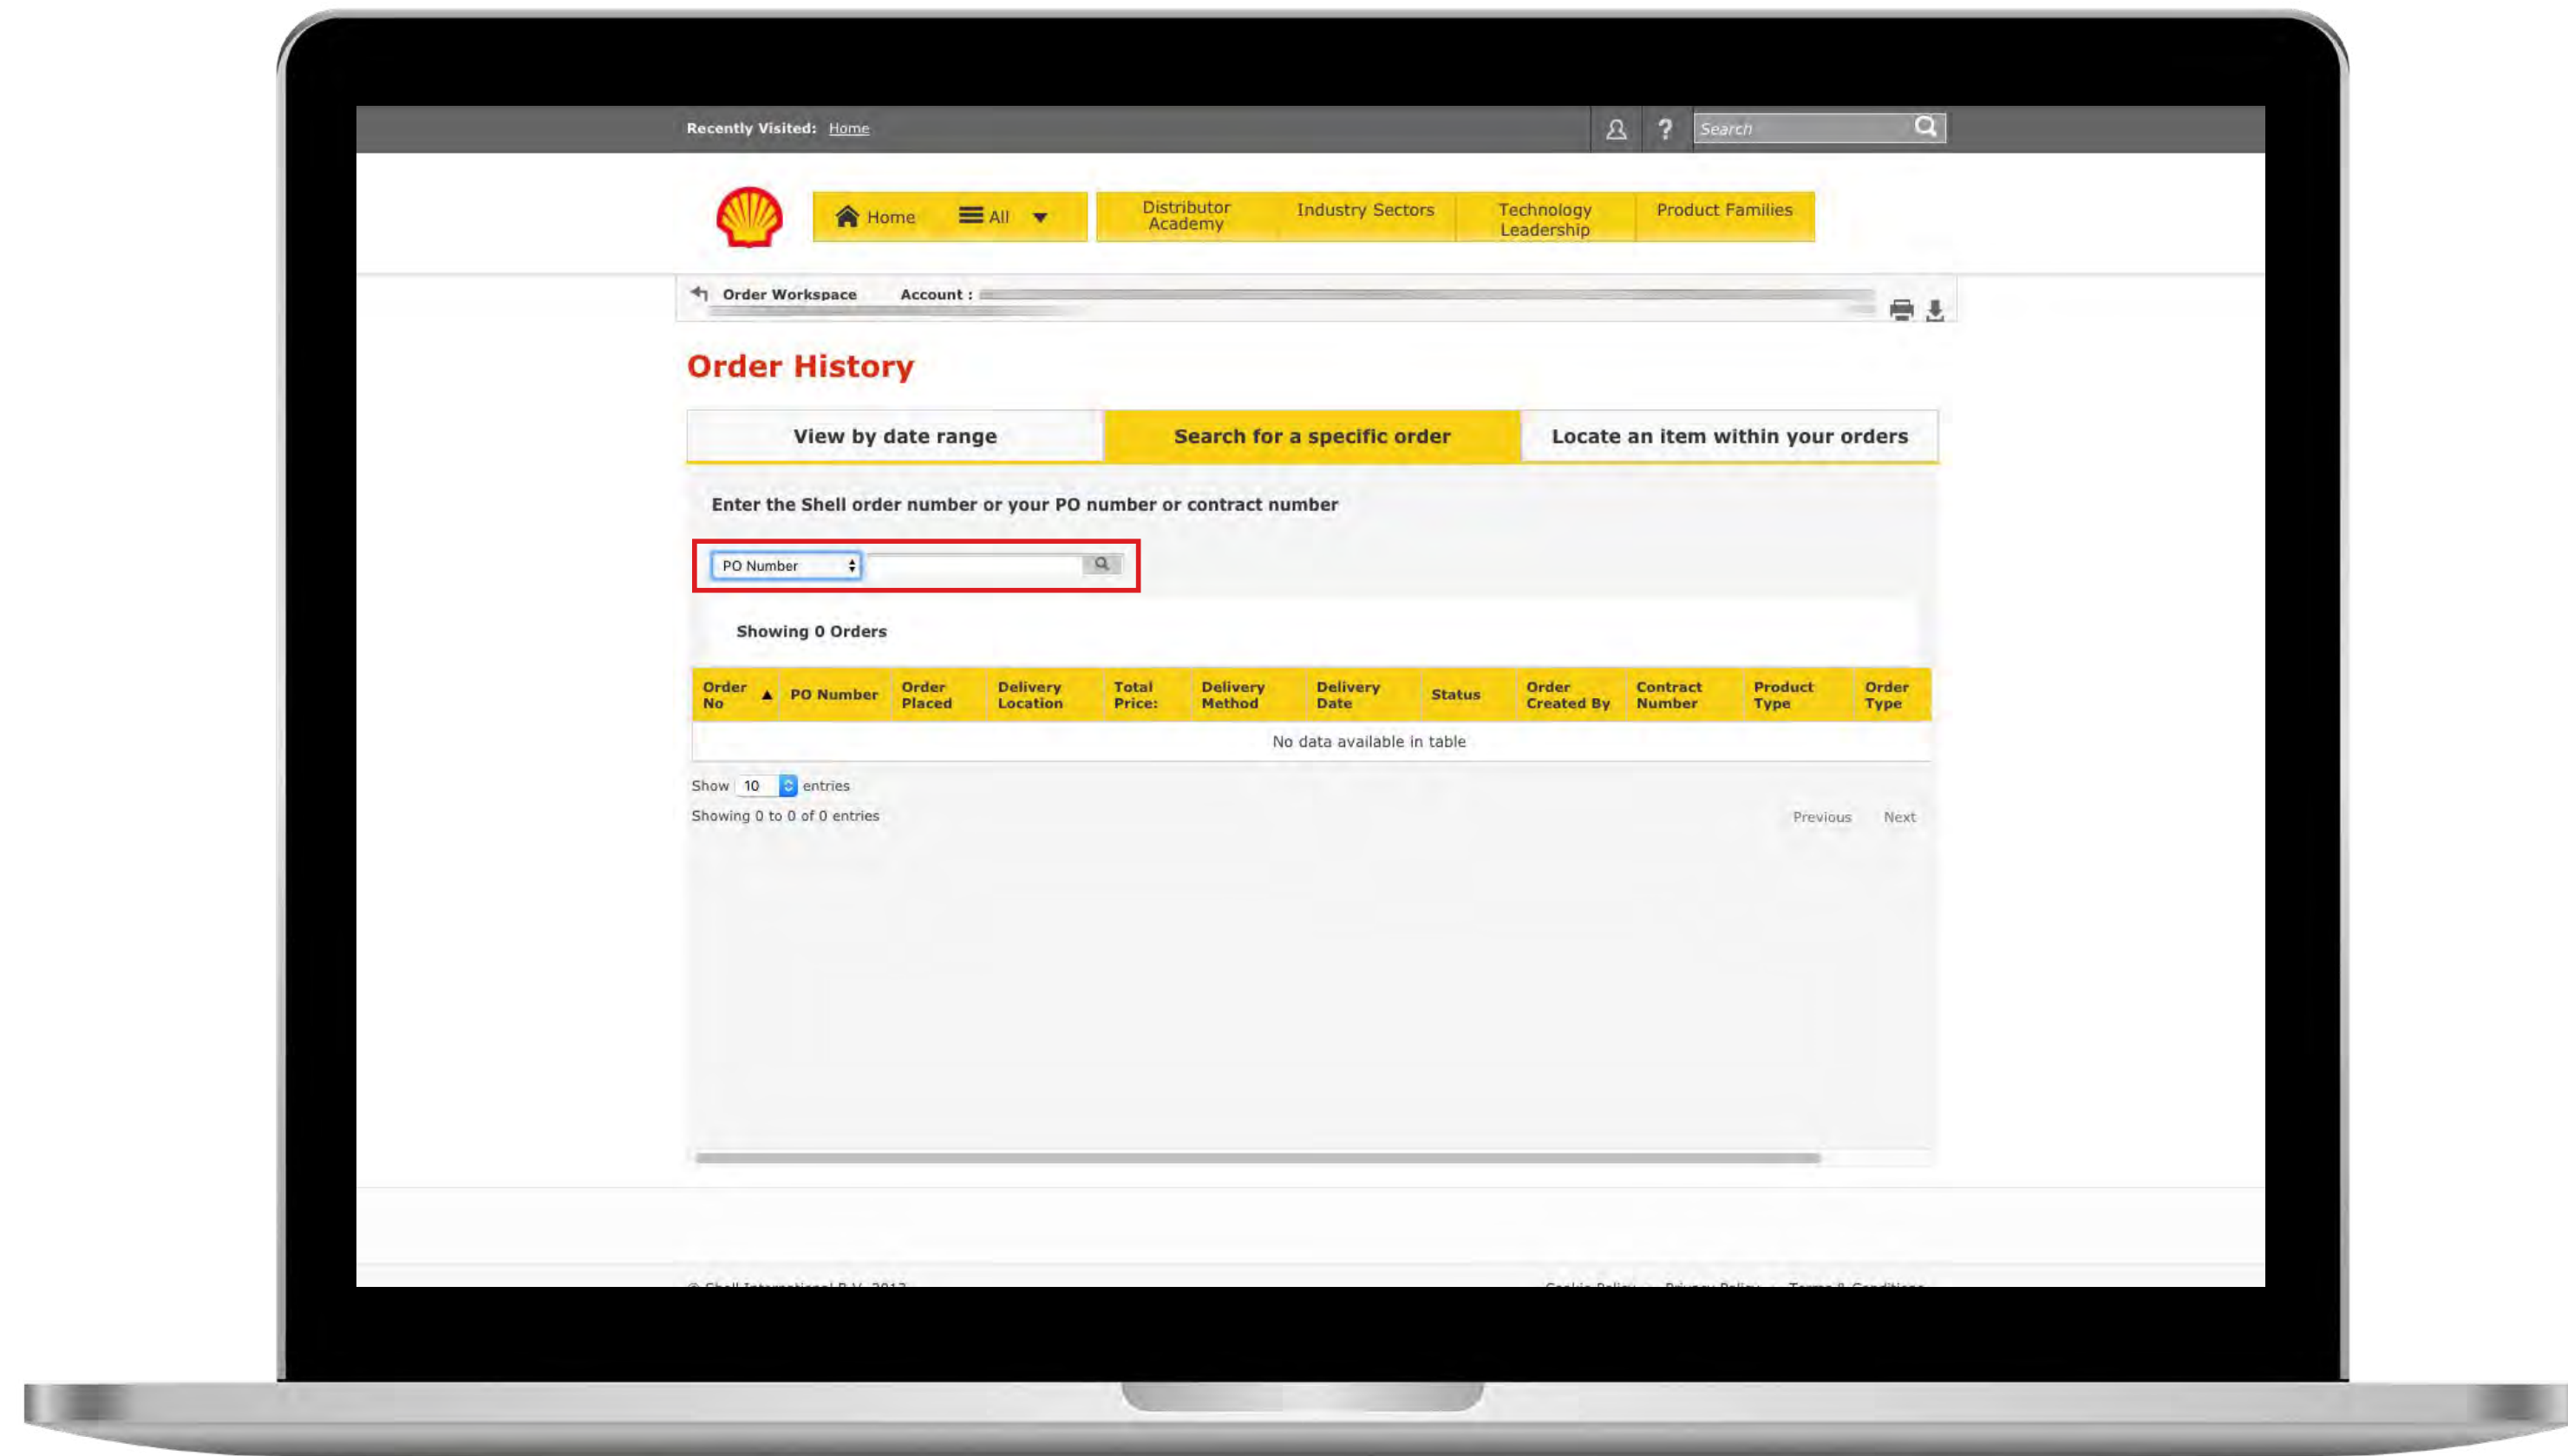 Recently Visited: Home
? Search
Home All
Distributor Academy
Industry Sectors
Technology Leadership
Product Families
Order Workspace Account :
Order History
View by date range
Search for a specific order
Locate an item within your orders
Enter the Shell order number or your PO number or contract number
PO Number
Showing 0 Orders
Order No
PO Number
Order Placed
Delivery Location
Total Price:
Delivery Method
Delivery Date
Status
Order Created By
Contract Number
Product Type
Order Type
No data available in table
Show 10 entries
Showing 0 to 0 of 0 entries
Previous Next